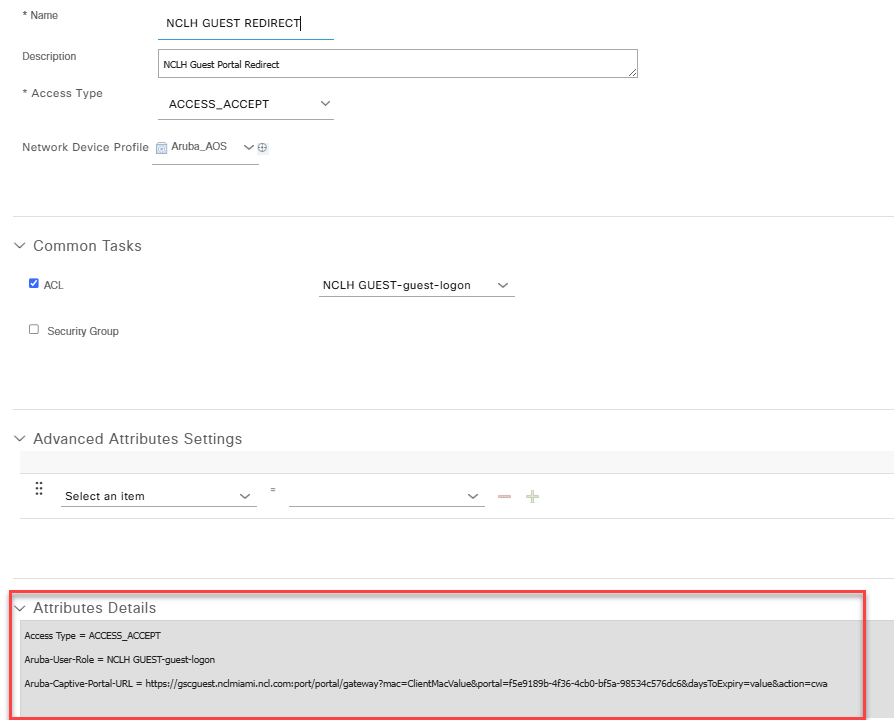 * Name
NCLH GUEST REDIRECT
Description
NCLH Guest Portal Redirect
* Access Type
ACCESS_ACCEPT
Network Device Profile Aruba_AOS
Common Tasks
ACL NCLH GUEST-guest-logon
Security Group
Advanced Attributes Settings
Select an item =
Attributes Details
Access Type = ACCESS_ACCEPT
Aruba-User-Role = NCLH GUEST-guest-logon
Aruba-Captive-Portal-URL = https://gscguest.nclmiami.ncl.com:port/portal/gateway?mac=ClientMacValue&portal=f5e9189b-4f36-4cb0-bf5a-98534c576dc6&daysToExpiry=value&action=cwa